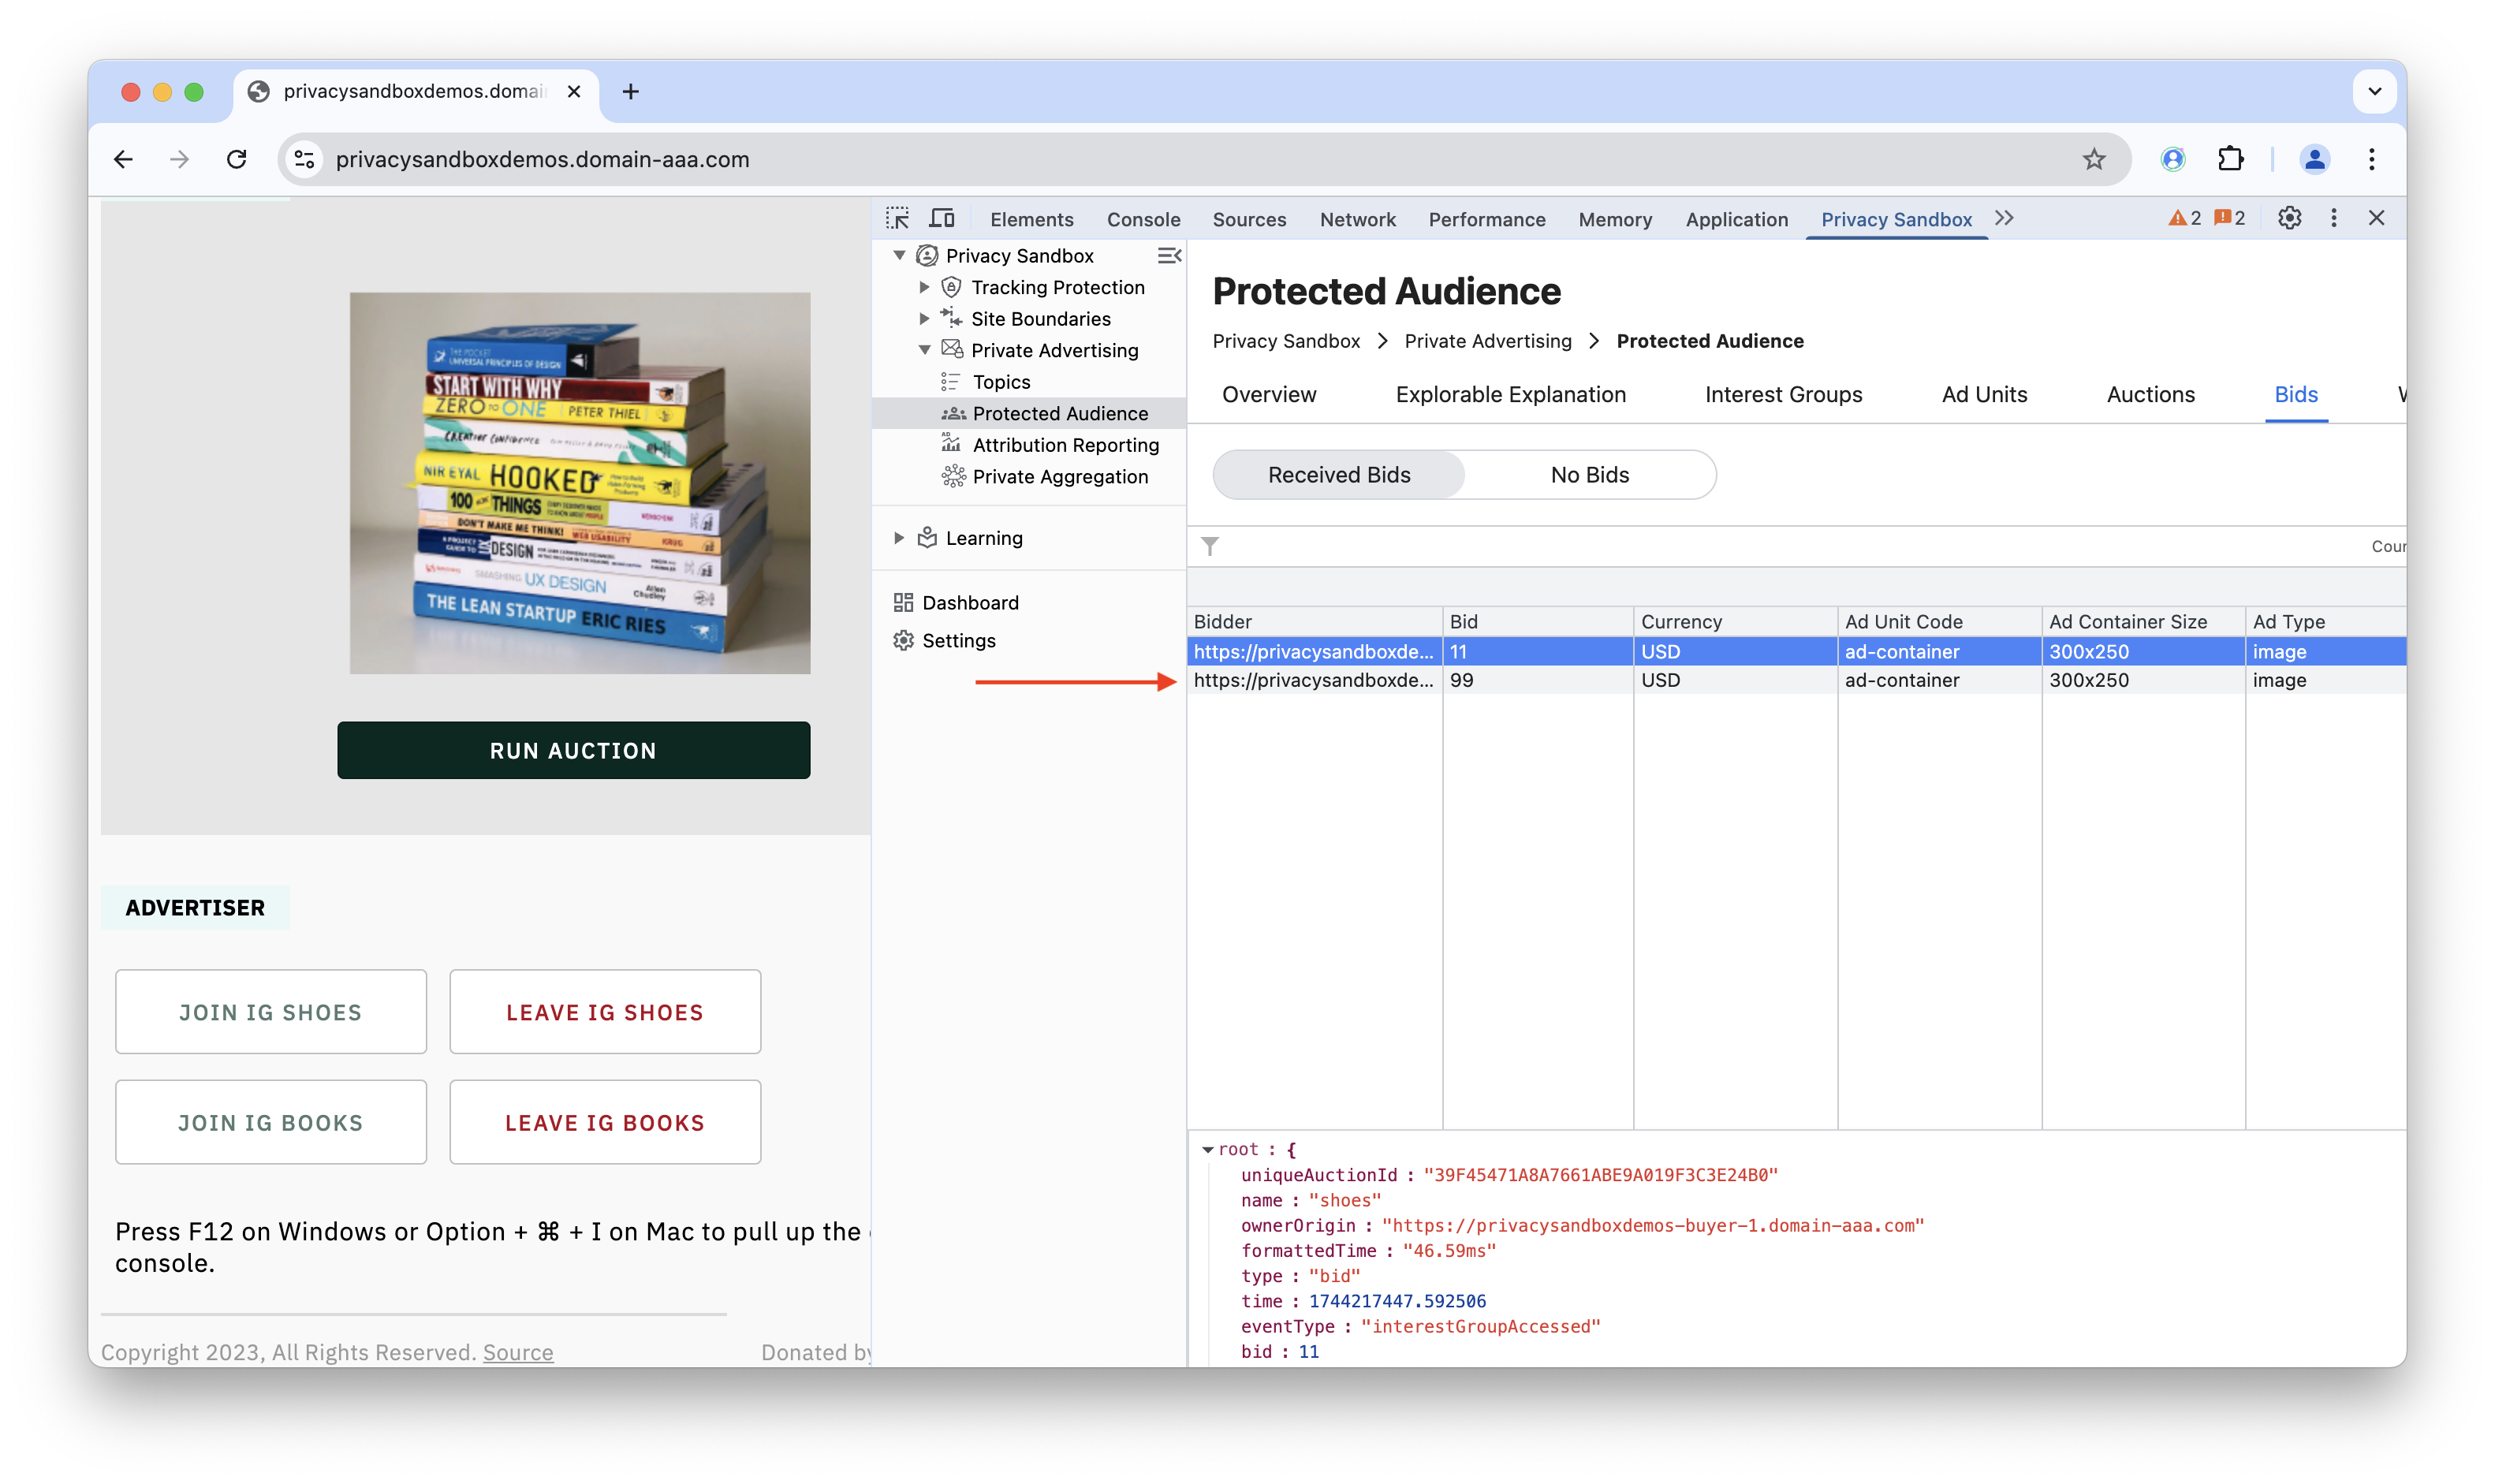 privacysandboxdemos.domai
privacysandboxdemos.domain-aaa.com
THE POCKET
UNIVERSAL PRINCIPLES OF DESIGN
START WITH WHY
ZERO TO ONE PETER THIEL
CREATIVE CONFIDENCE
NIR EYAL HOOKED
100 THINGS
DON'T MAKE ME THINK! WEB USABILITY KRUG
A PROJECT GUIDE TO UX DESIGN
SMASHING UX DESIGN Allen
THE LEAN STARTUP ERIC RIES
RUN AUCTION
ADVERTISER
JOIN IG SHOES LEAVE IG SHOES
JOIN IG BOOKS LEAVE IG BOOKS
Press F12 on Windows or Option + ⌘ + I on Mac to pull up the
console.
Copyright 2023, All Rights Reserved. Source Donated by
Elements Console Sources Network Performance Memory Application Privacy Sandbox 2 2
Privacy Sandbox
Tracking Protection
Site Boundaries
Private Advertising
Topics
Protected Audience
Attribution Reporting
Private Aggregation
Learning
Dashboard
Settings
Protected Audience
Privacy Sandbox > Private Advertising > Protected Audience
Overview Explorable Explanation Interest Groups Ad Units Auctions Bids
Received Bids No Bids
Cour
Bidder Bid Currency Ad Unit Code Ad Container Size Ad Type
https://privacysandboxde... 11 USD ad-container 300x250 image
https://privacysandboxde... 99 USD ad-container 300x250 image
root : {
uniqueAuctionId : "39F45471A8A7661ABE9A019F3C3E24B0"
name : "shoes"
ownerOrigin : "https://privacysandboxdemos-buyer-1.domain-aaa.com"
formattedTime : "46.59ms"
type : "bid"
time : 1744217447.592506
eventType : "interestGroupAccessed"
bid : 11